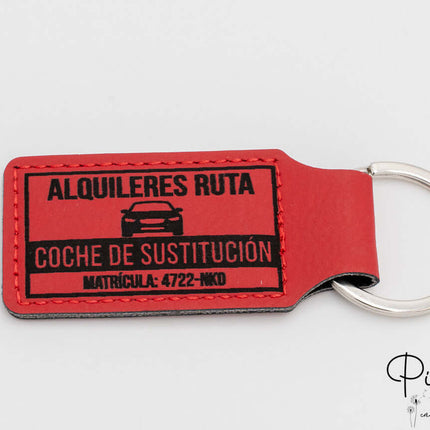 ALQUILERES RUTA
COCHE DE SUSTITUCIÓN
MATRÍCULA: 4722-NKD